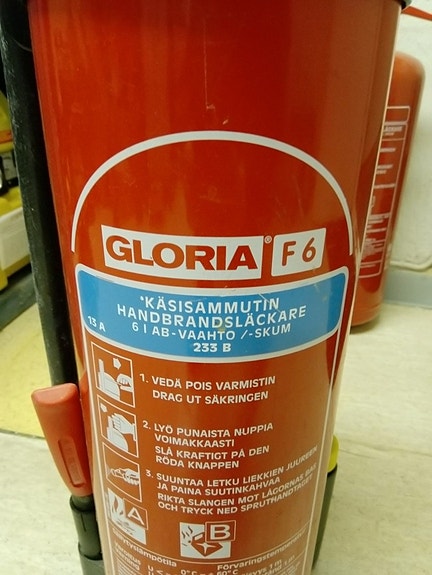 GLORIA® F6
'KÄSISAMMUTIN
HANDBRANDSLÄCKARE
6 l AB-VAAHTO /-SKUM
13 A 233 B
1. VEDÄ POIS VARMISTIN
DRAG UT SÄKRINGEN
2. LYÖ PUNAISTA NUPPIA
VOIMAKKAASTI
SLÅ KRAFTIGT PÅ DEN
RÖDA KNAPPEN
3. SUUNTAA LETKU LIEKKIEN JUUREEN
JA PAINA SUUTINKAHVAA
RIKTA SLANGEN MOT LÅGORNAS BAS
OCH TRYCK NED SPRUTHANDTAGET
A
B
Förvaringstemperatur